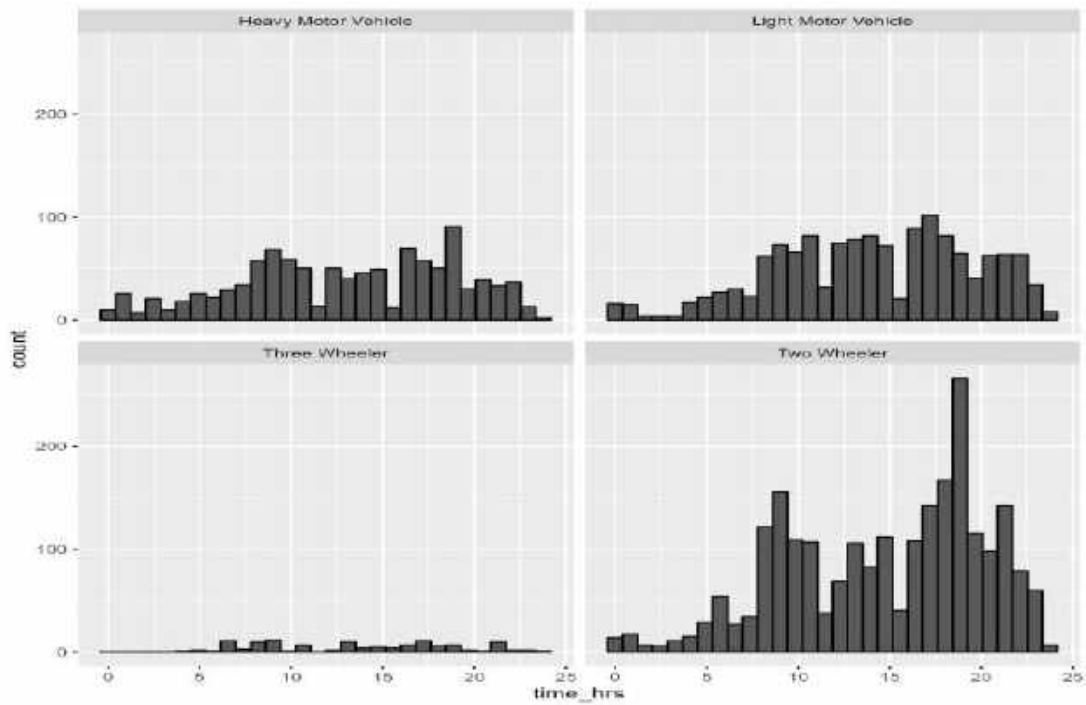 Heavy Motor Vehicle
Light Motor Vehicle
200
100
0
Three Wheeler
Two Wheeler
200
100
0
count
0 5 10 15 20 25
0 5 10 15 20 25
time_hrs